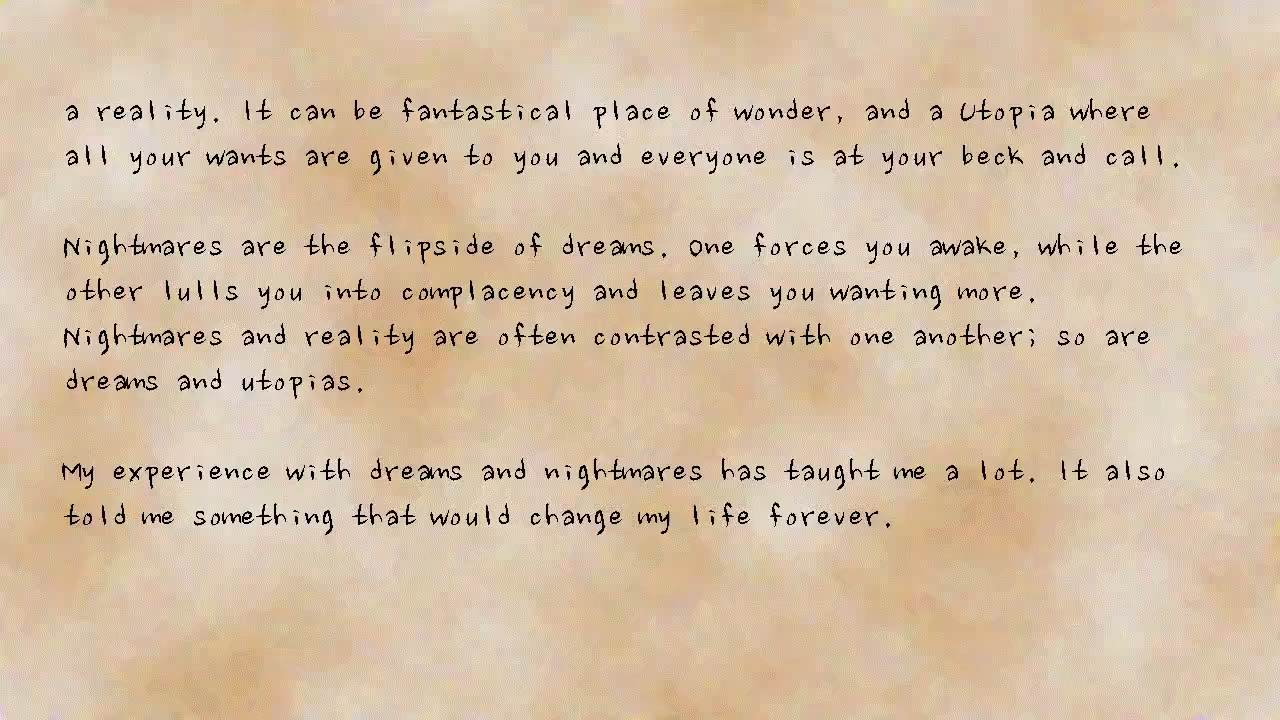 a reality. It can be fantastical place of wonder, and a Utopia where
all your wants are given to you and everyone is at your beck and call.
Nightmares are the flipside of dreams. One forces you awake, while the
other lulls you into complacency and leaves you wanting more.
Nightmares and reality are often contrasted with one another; so are
dreams and utopias.
My experience with dreams and nightmares has taught me a lot. It also
told me something that would change my life forever.